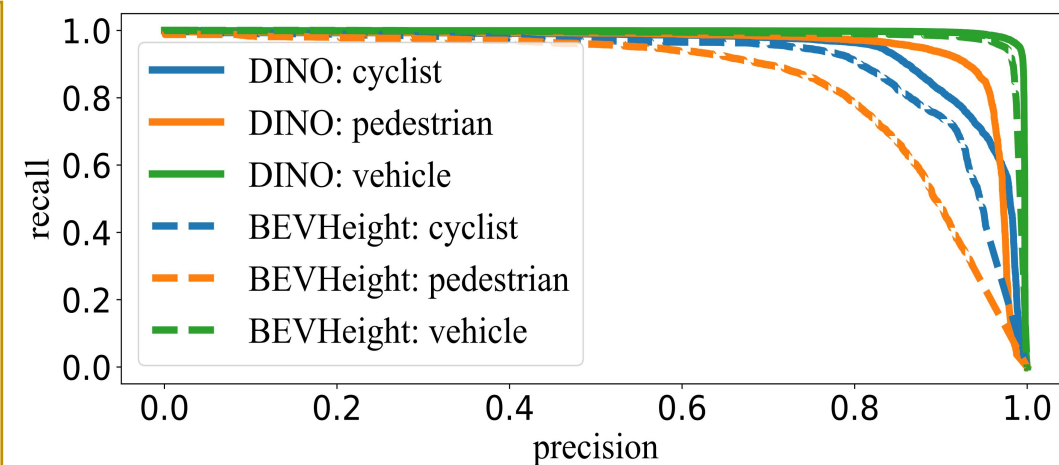 1.0
0.8
0.6
0.4
0.2
0.0
recall
DINO: cyclist
DINO: pedestrian
DINO: vehicle
BEVHeight: cyclist
BEVHeight: pedestrian
BEVHeight: vehicle
0.0 0.2 0.4 0.6 0.8 1.0
precision